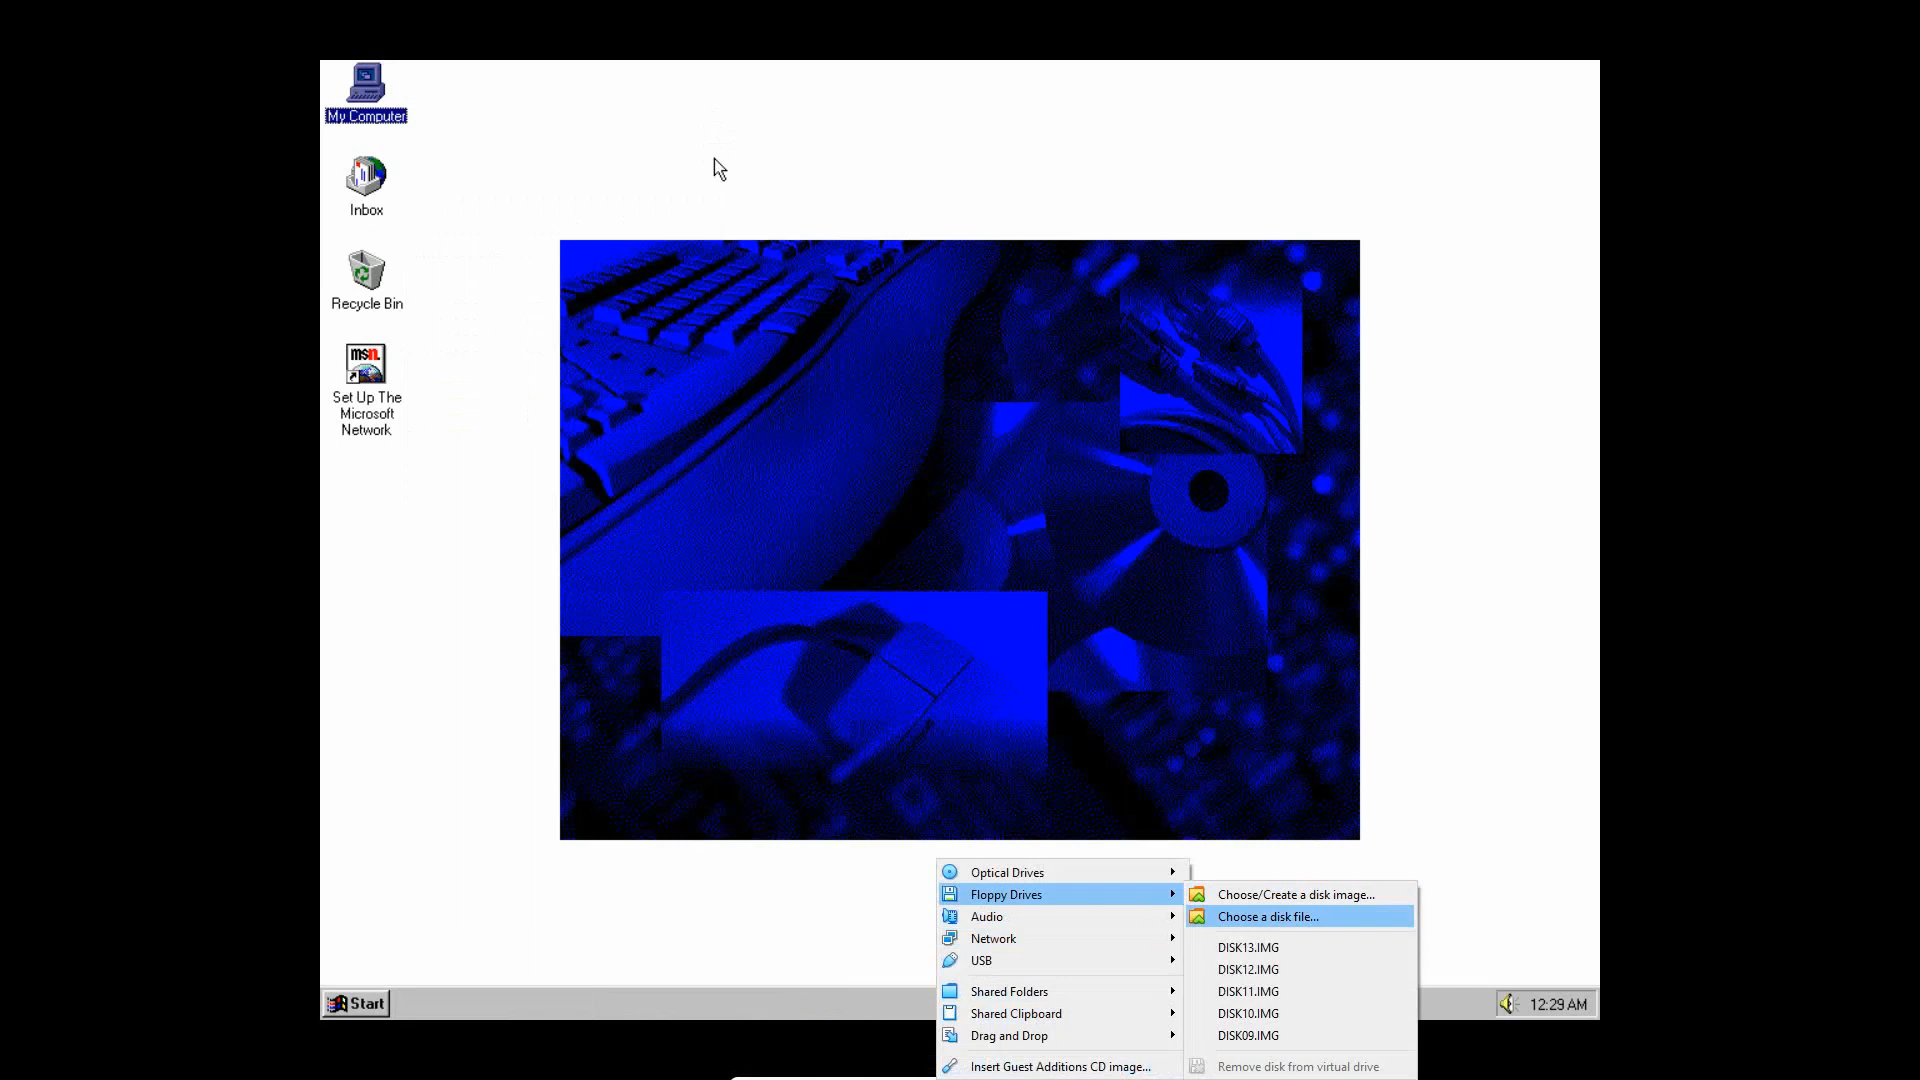 My Computer
Inbox
Recycle Bin
msn.
Set Up The
Microsoft
Network
Optical Drives
Floppy Drives
Audio
Network
USB
Shared Folders
Shared Clipboard
Drag and Drop
Insert Guest Additions CD image...
Choose/Create a disk image...
Choose a disk file...
DISK13.IMG
DISK12.IMG
DISK11.IMG
DISK10.IMG
DISK09.IMG
Remove disk from virtual drive
Start
12:29 AM